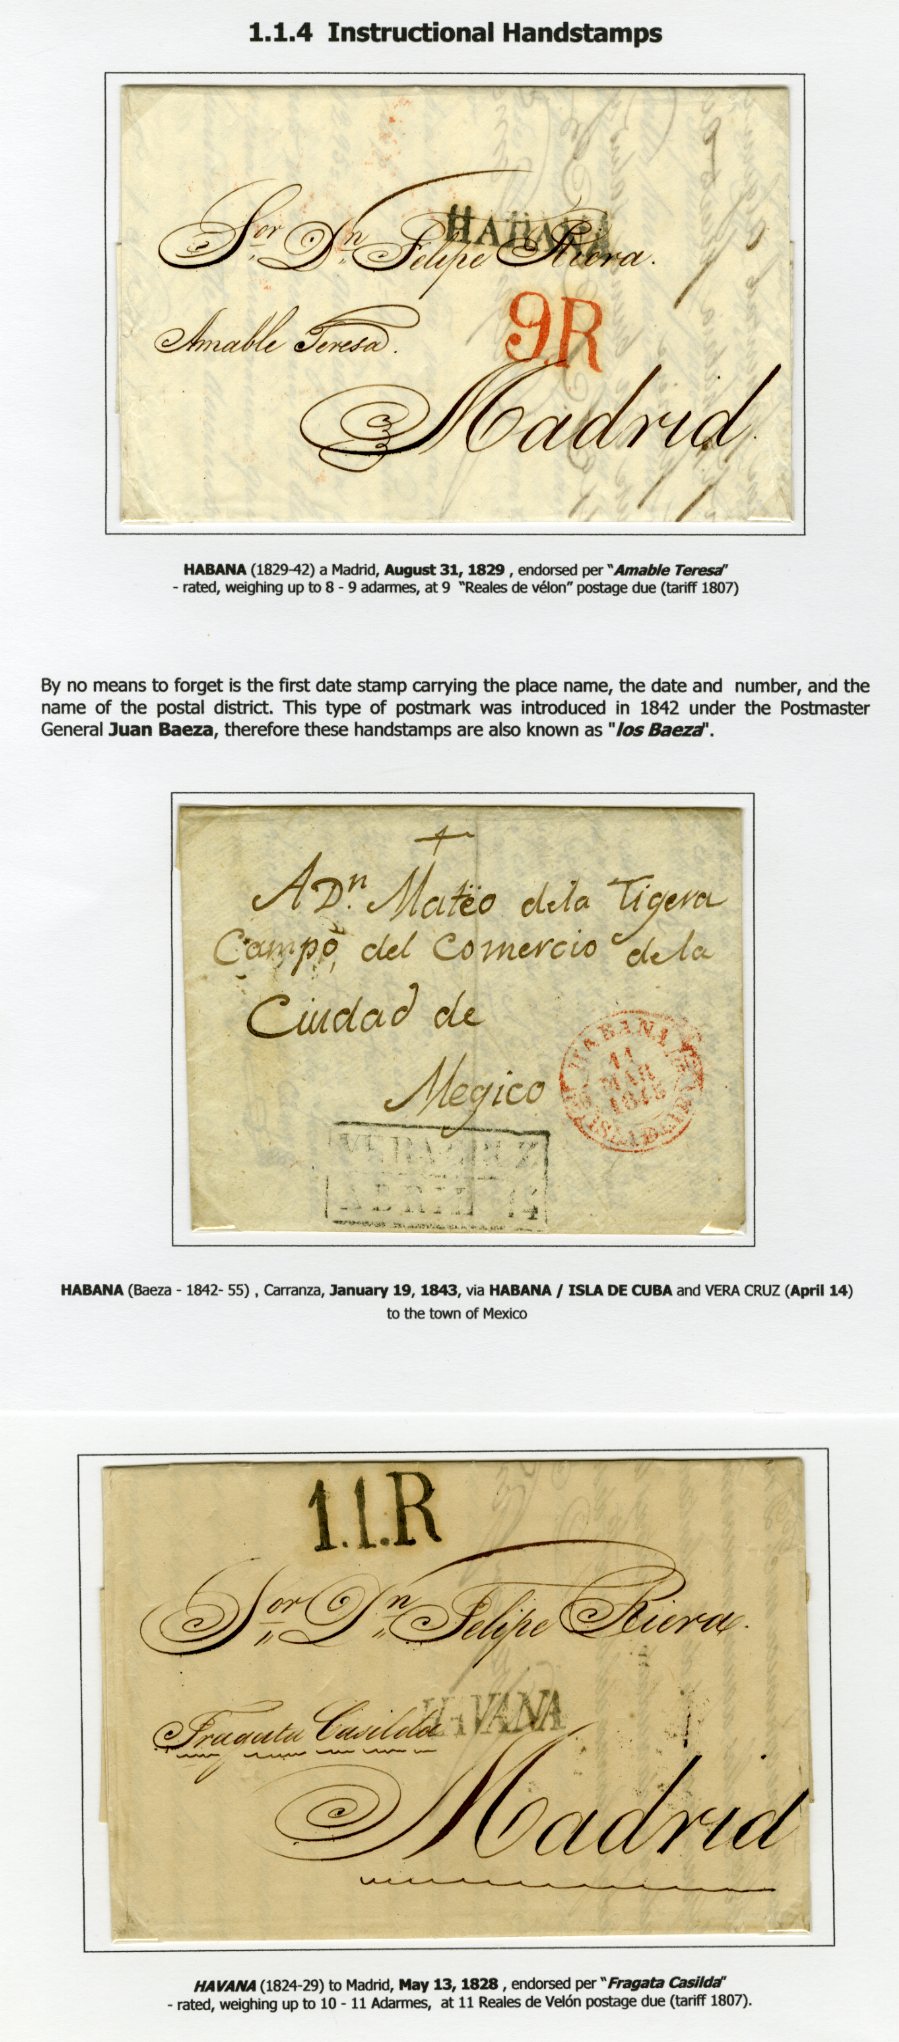 1.1.4 Instructional Handstamps
HABANA
Sor. Dn. Felipe Riera.
Amable Teresa.
9R
Madrid.
HABANA (1829-42) a Madrid, August 31, 1829 , endorsed per "Amable Teresa"
- rated, weighing up to 8 - 9 adarmes, at 9 "Reales de vélon" postage due (tariff 1807)
By no means to forget is the first date stamp carrying the place name, the date and number, and the
name of the postal district. This type of postmark was introduced in 1842 under the Postmaster
General Juan Baeza, therefore these handstamps are also known as "los Baeza".
A Dn. Mateo de la Tigera
Campo, del Comercio de la
Ciudad de
Megico
HABANA
11
MAR
ISLA DE CUBA
HABANA (Baeza - 1842- 55) , Carranza, January 19, 1843, via HABANA / ISLA DE CUBA and VERA CRUZ (April 14)
to the town of Mexico
1.1.R
Sor. Dn. Felipe Riera.
HAVANA
Fragata Casilda
Madrid
HAVANA (1824-29) to Madrid, May 13, 1828 , endorsed per "Fragata Casilda"
- rated, weighing up to 10 - 11 Adarmes, at 11 Reales de Velón postage due (tariff 1807).